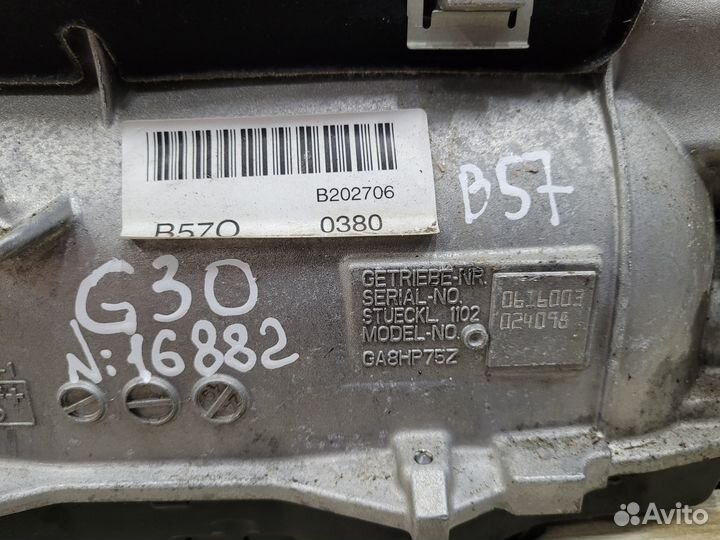 B202706
B57O 0380
B57
G30
N:16882
GETRIEBE-NR.
SERIAL-NO. 0616003
STUECKL. 1102 024098
MODEL-NO.
GA8HP75Z
Avito